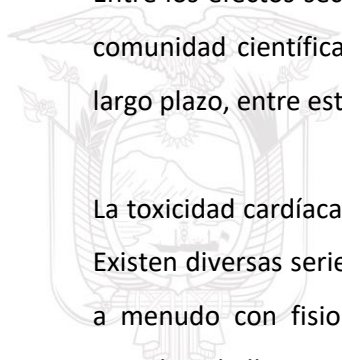 comunidad científica
largo plazo, entre est
La toxicidad cardíaca
Existen diversas serie
a menudo con fisio